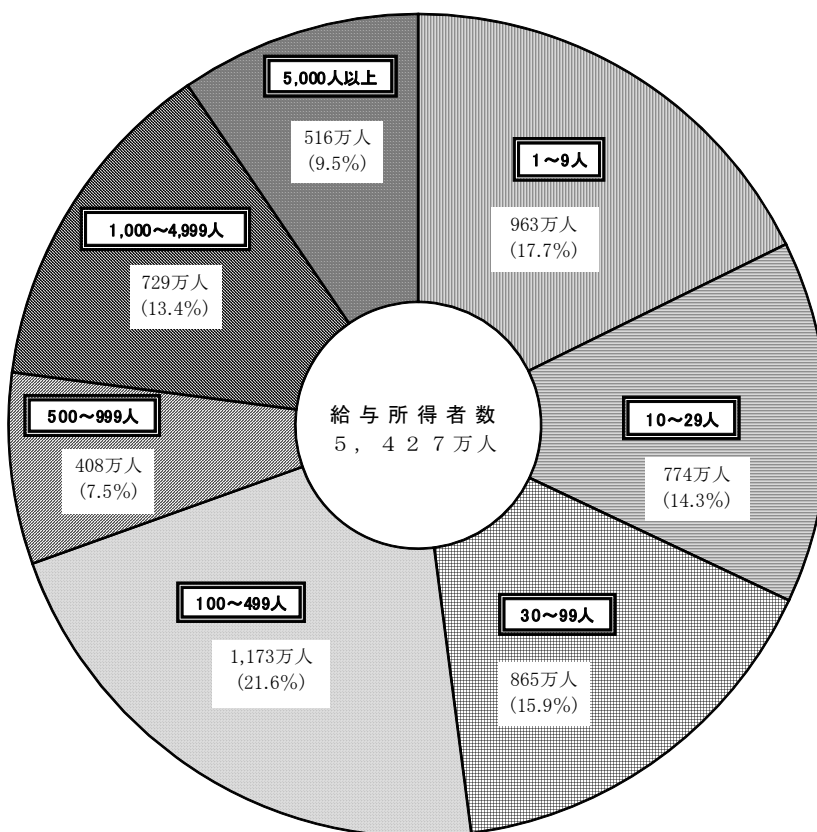 5,000人以上
516万人
(9.5%)
1～9人
963万人
(17.7%)
1,000～4,999人
729万人
(13.4%)
給与所得者数
5,427万人
500～999人
408万人
(7.5%)
10～29人
774万人
(14.3%)
100～499人
1,173万人
(21.6%)
30～99人
865万人
(15.9%)